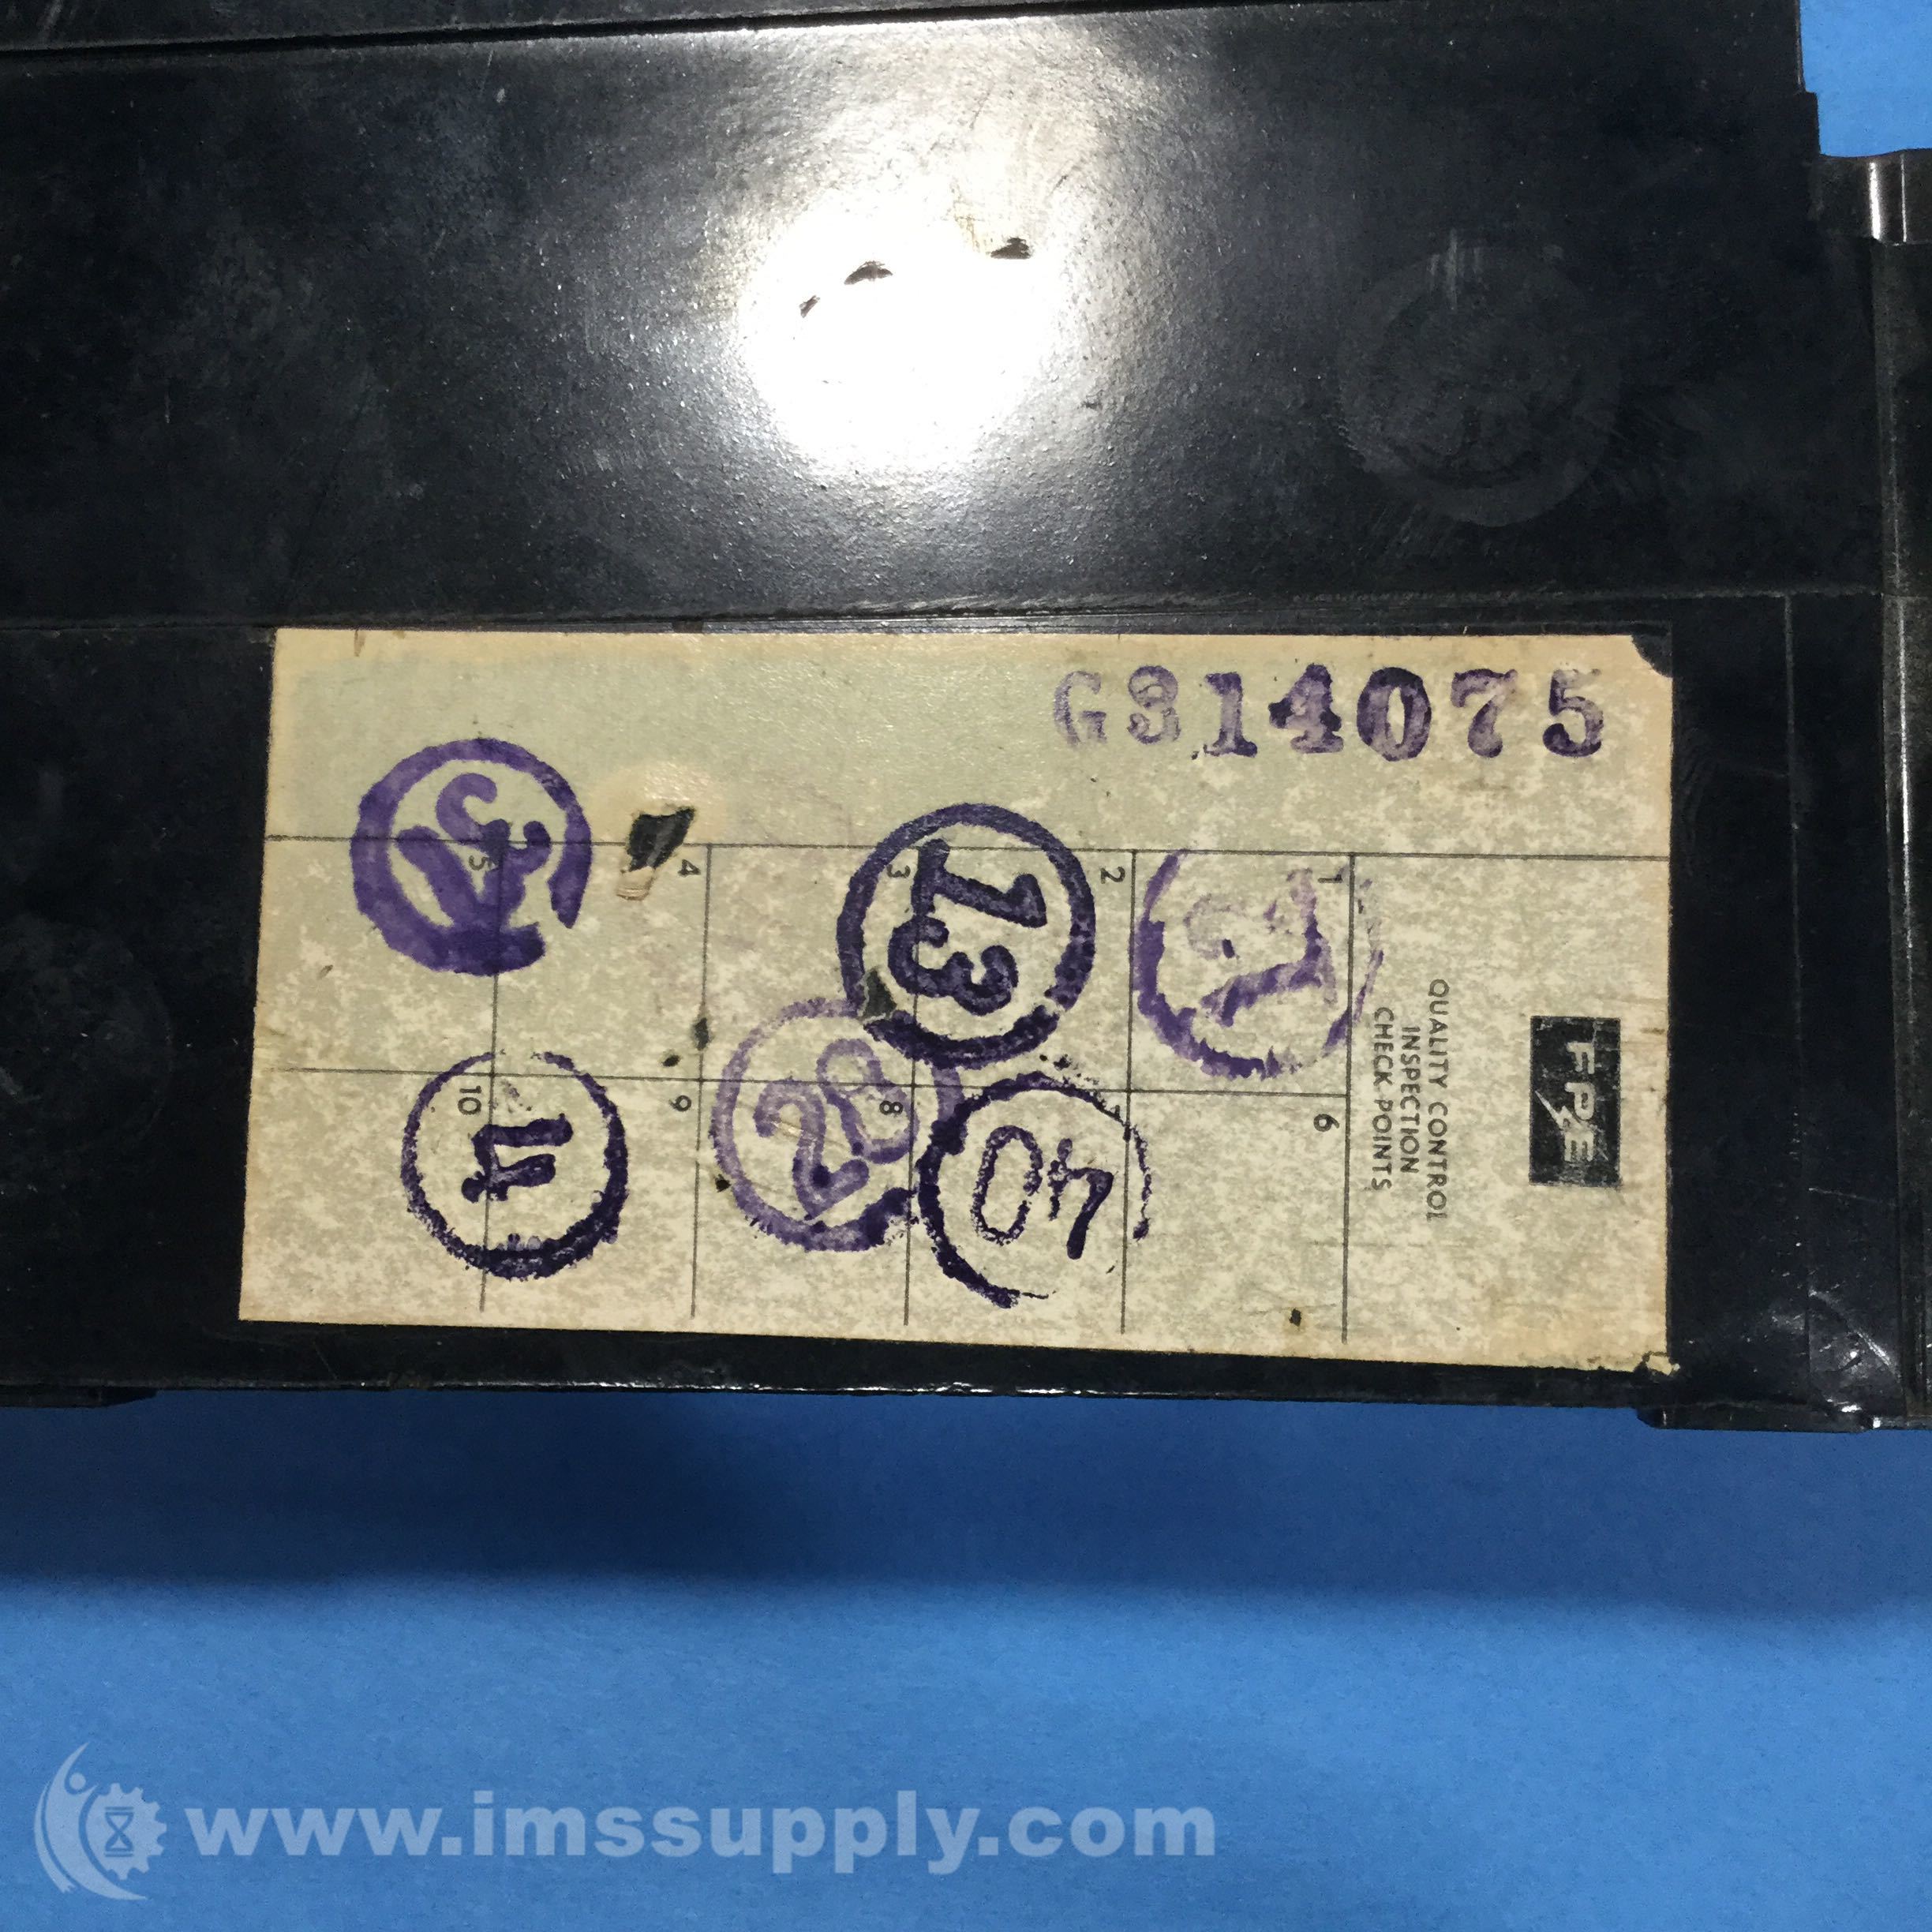 G314075
FPE
QUALITY CONTROL
INSPECTION
CHECK POINTS
1
2
3
4
5
6
8
9
10
13
28
40
11
www.imssupply.com